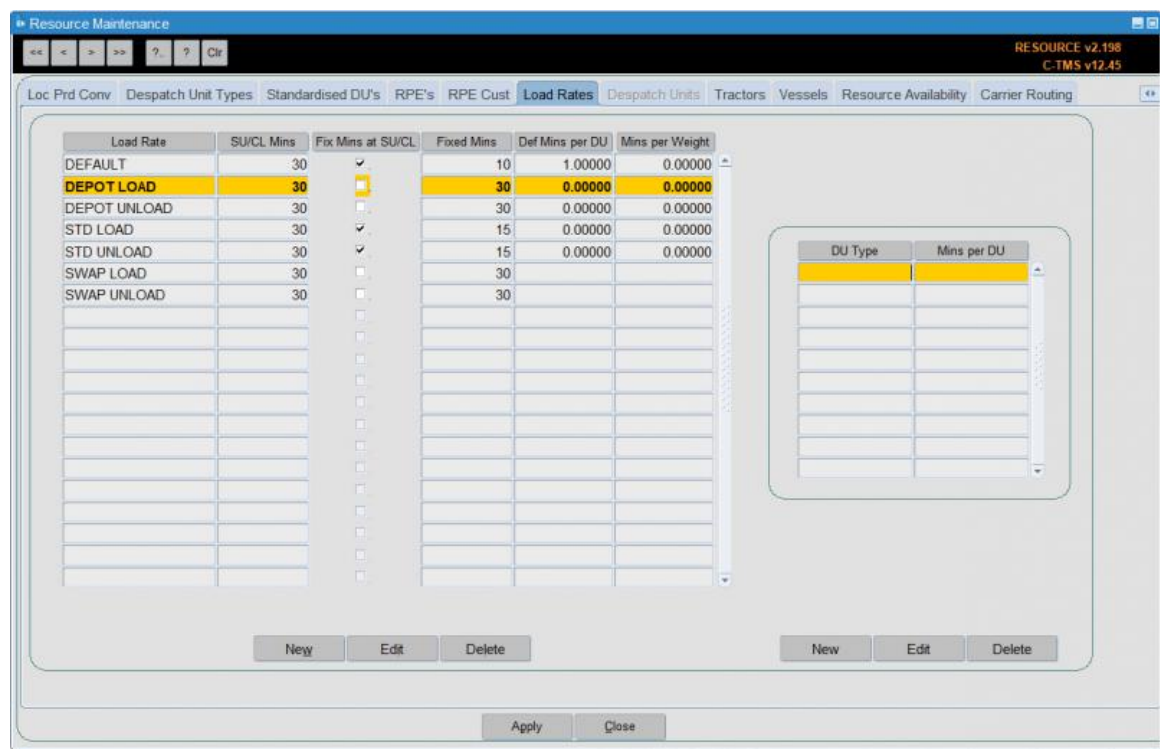 Resource Maintenance
<< < > >> ?.. ? Clr
RESOURCE v2.198
C-TMS v12.45
Loc Prd Conv Despatch Unit Types Standardised DU's RPE's RPE Cust Load Rates Despatch Units Tractors Vessels Resource Availability Carrier Routing
Load Rate SU/CL Mins Fix Mins at SU/CL Fixed Mins Def Mins per DU Mins per Weight
DEFAULT 30 10 1.00000 0.00000
DEPOT LOAD 30 30 0.00000 0.00000
DEPOT UNLOAD 30 30 0.00000 0.00000
STD LOAD 30 15 0.00000 0.00000
STD UNLOAD 30 15 0.00000 0.00000
SWAP LOAD 30 30
SWAP UNLOAD 30 30
DU Type Mins per DU
New Edit Delete
New Edit Delete
Apply Close